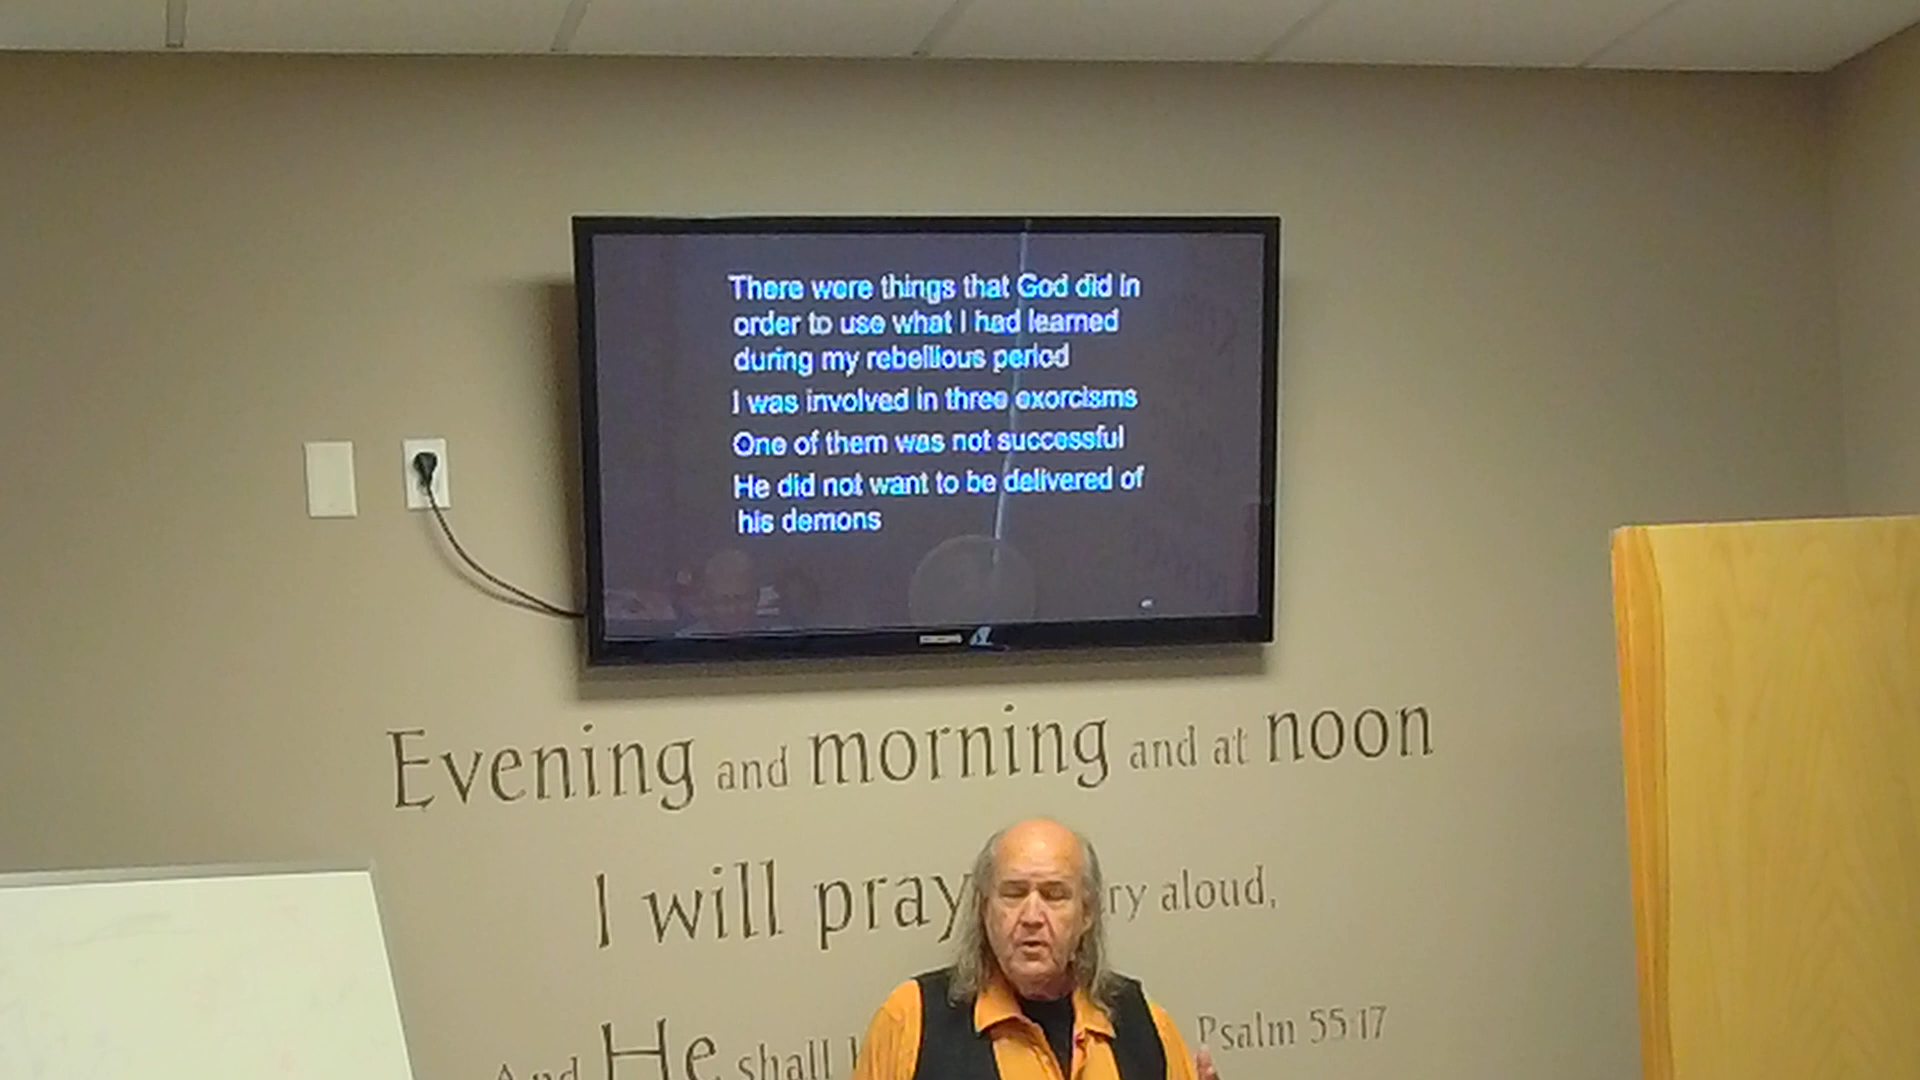 There were things that God did in
order to use what I had learned
during my rebellious period
I was involved in three exorcisms
One of them was not successful
He did not want to be delivered of
his demons
Evening and morning and at noon
I will pray ry aloud,
And He shall
Psalm 55:17